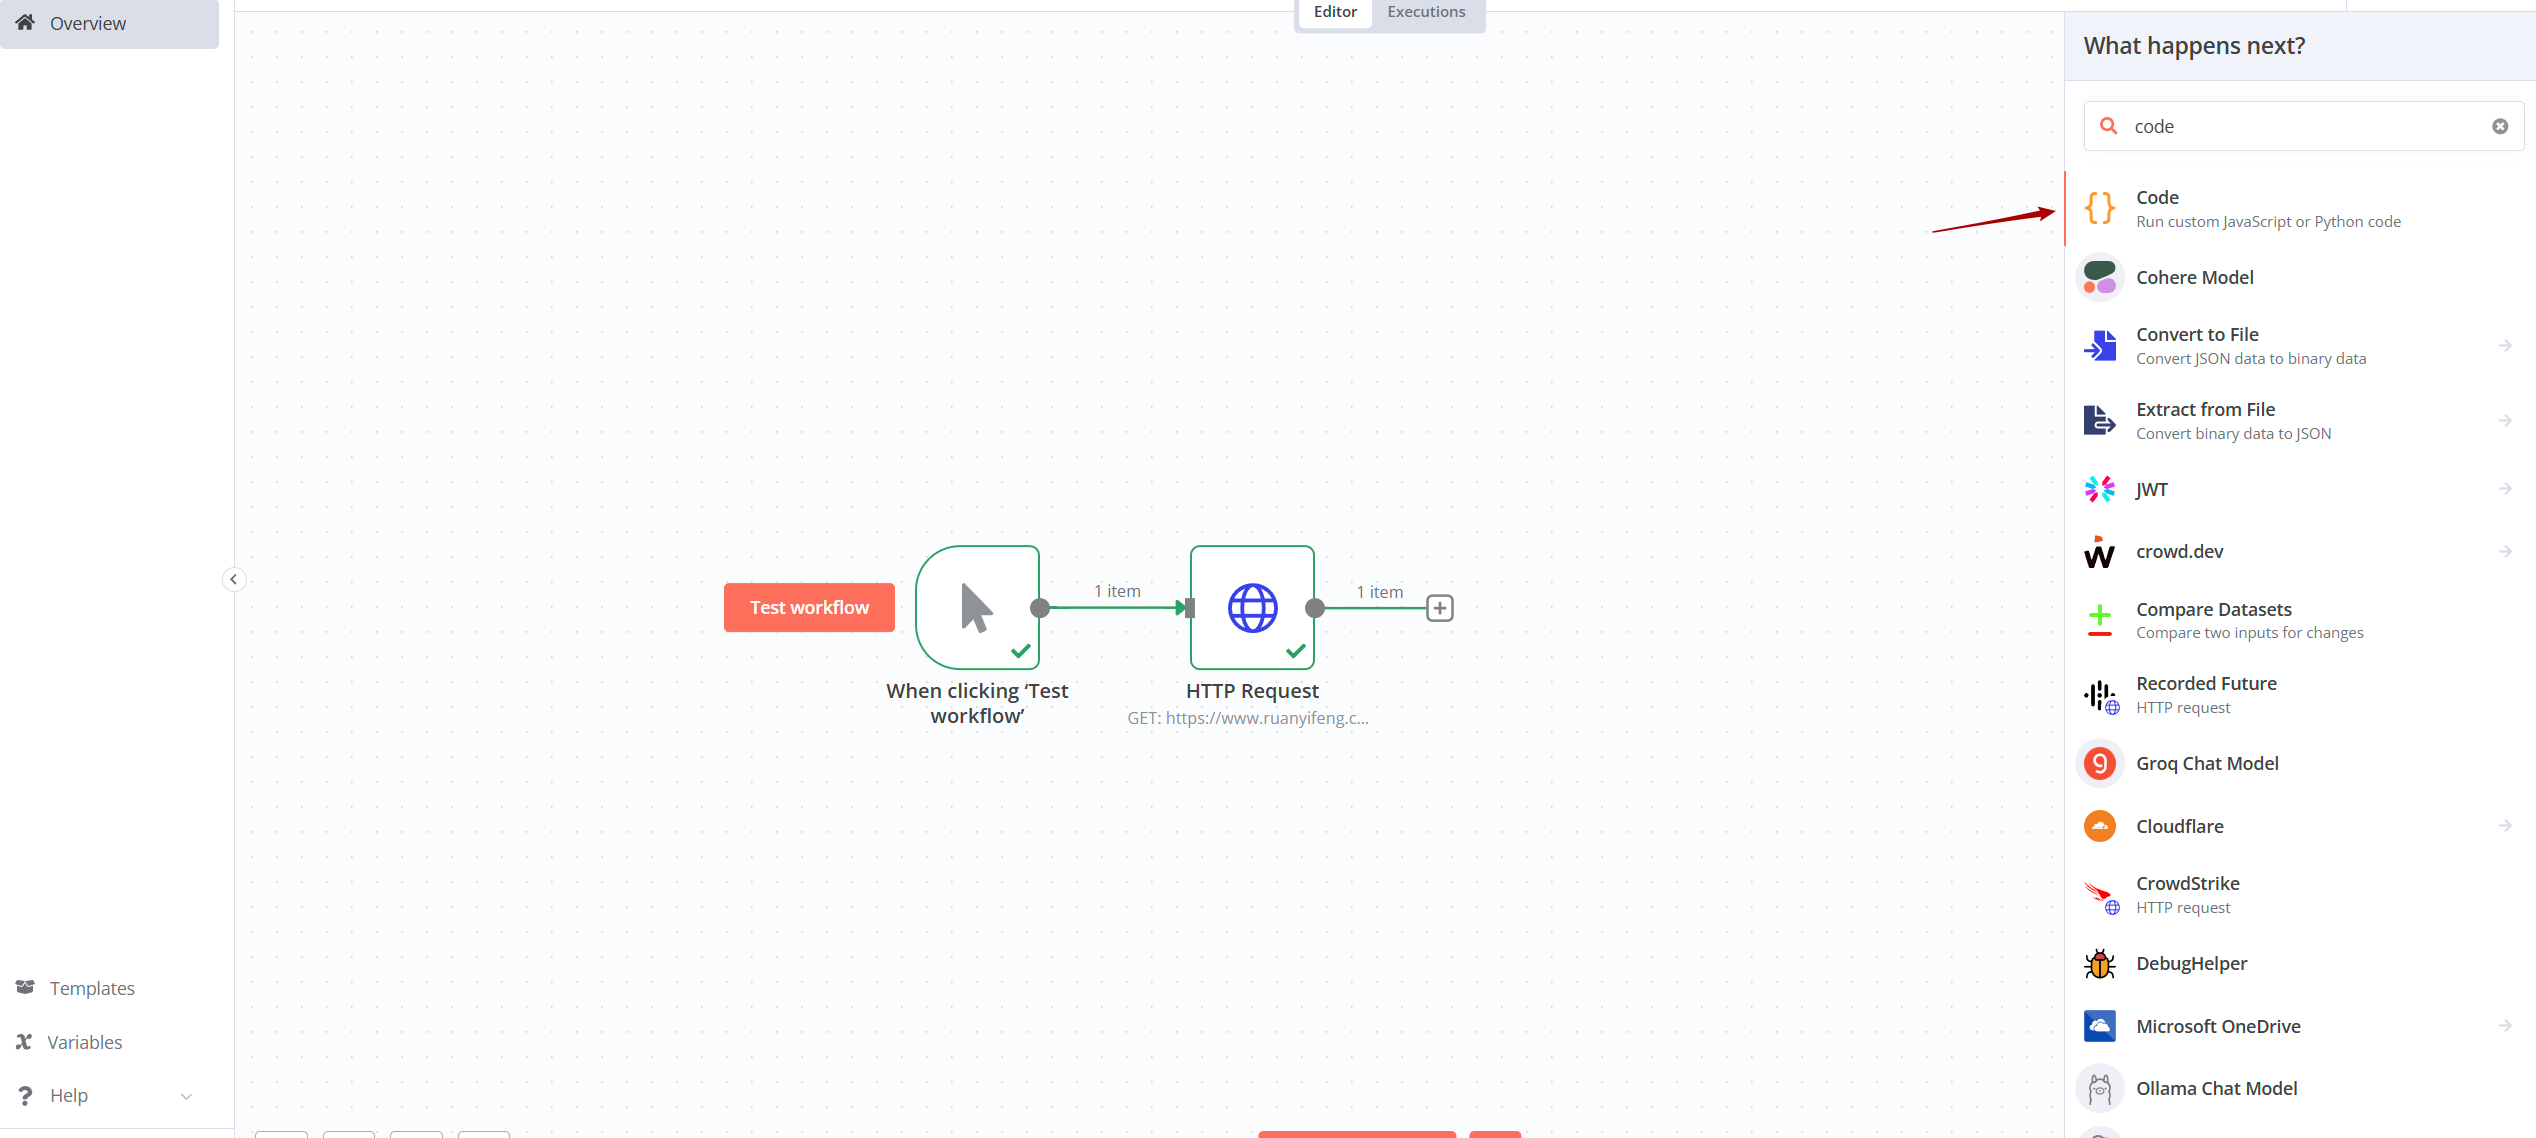 Overview
Editor
Executions
What happens next?
code
Code
Run custom JavaScript or Python code
Cohere Model
Convert to File
Convert JSON data to binary data
Extract from File
Convert binary data to JSON
JWT
crowd.dev
Compare Datasets
Compare two inputs for changes
Recorded Future
HTTP request
Groq Chat Model
Cloudflare
CrowdStrike
HTTP request
DebugHelper
Microsoft OneDrive
Ollama Chat Model
Test workflow
1 item
1 item
When clicking ‘Test
workflow’
HTTP Request
GET: https://www.ruanyifeng.c...
Templates
Variables
Help